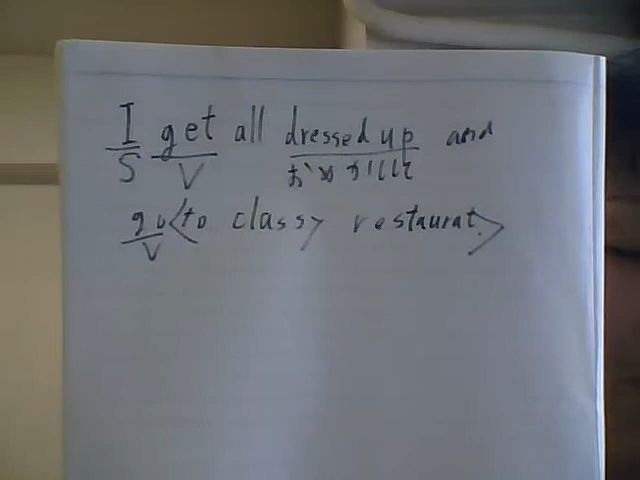 I get all dressed up and
S V おめかしして
go <to classy restaurat.>
V